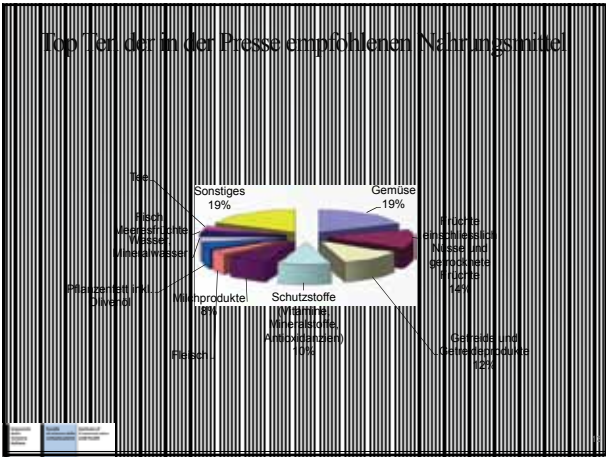 Top Ten der in der Presse empfohlenen Nahrungsmittel
Tee
Sonstiges
19%
Gemüse
19%
Fisch,
Meeresfrüchte
Wasser,
Mineralwasser
Früchte
einschliesslich
Nüsse und
getrocknete
Früchte
14%
Pflanzenfett inkl.
Olivenöl
Milchprodukte
8%
Schutzstoffe
(Vitamine,
Mineralstoffe,
Antioxidanzien)
10%
Fleisch
Getreide und
Getreideprodukte
12%